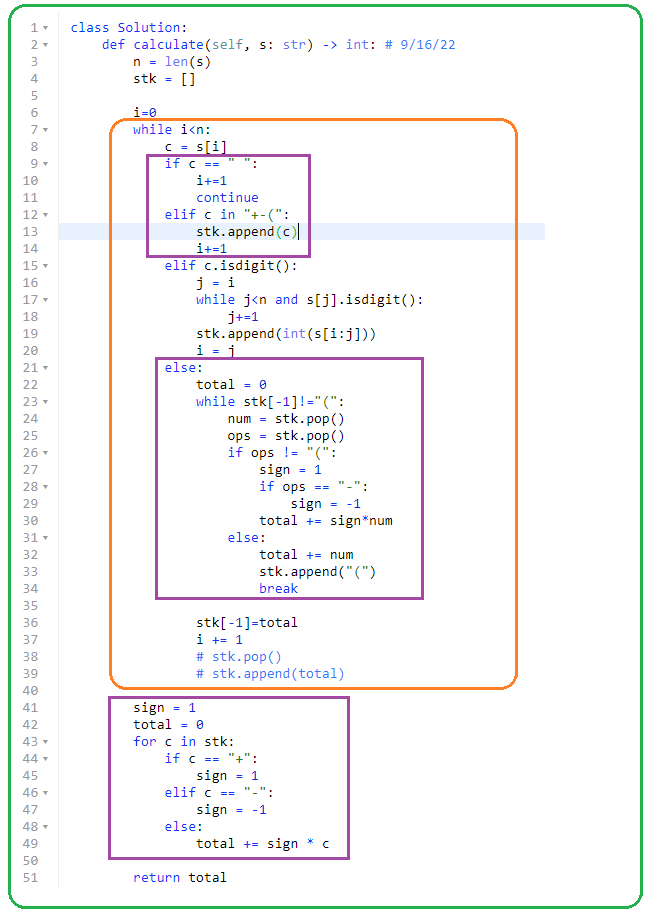 1 class Solution:
2 def calculate(self, s: str) -> int: # 9/16/22
3 n = len(s)
4 stk = []
5
6 i=0
7 while i<n:
8 c = s[i]
9 if c == " ":
10 i+=1
11 continue
12 elif c in "+-(":
13 stk.append(c)
14 i+=1
15 elif c.isdigit():
16 j = i
17 while j<n and s[j].isdigit():
18 j+=1
19 stk.append(int(s[i:j]))
20 i = j
21 else:
22 total = 0
23 while stk[-1]!="(":
24 num = stk.pop()
25 ops = stk.pop()
26 if ops != "(":
27 sign = 1
28 if ops == "-":
29 sign = -1
30 total += sign*num
31 else:
32 total += num
33 stk.append("(")
34 break
35
36 stk[-1]=total
37 i += 1
38 # stk.pop()
39 # stk.append(total)
40
41 sign = 1
42 total = 0
43 for c in stk:
44 if c == "+":
45 sign = 1
46 elif c == "-":
47 sign = -1
48 else:
49 total += sign * c
50
51 return total